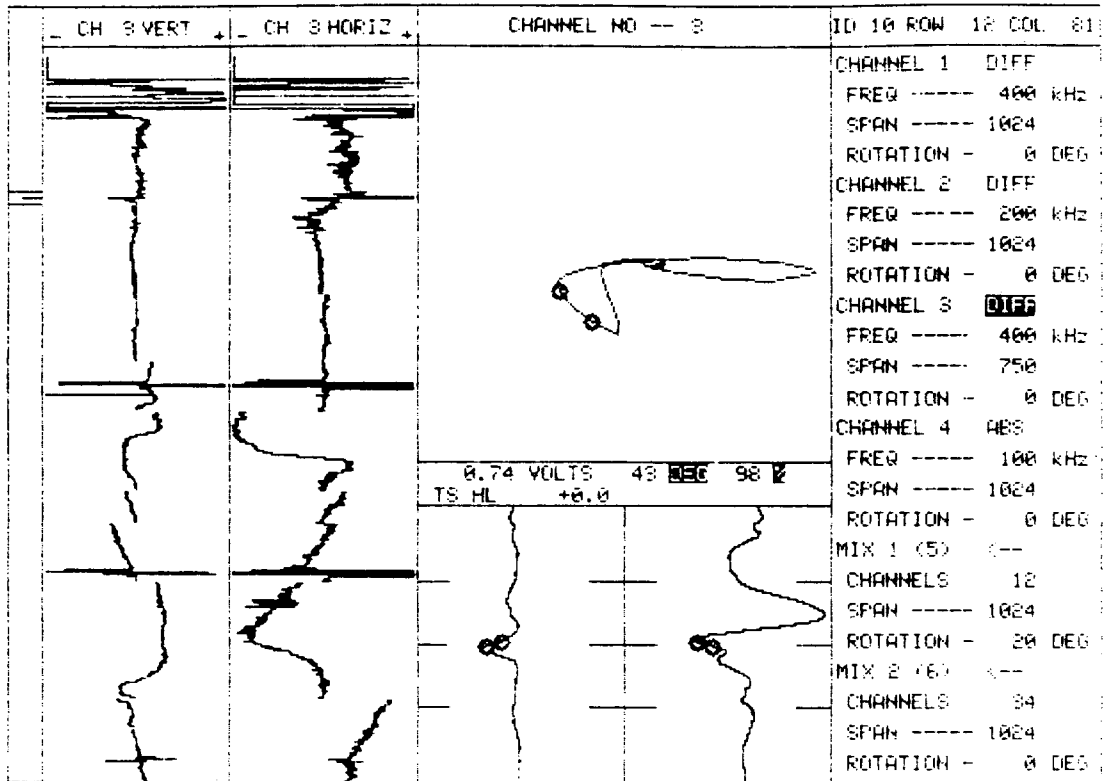 - CH 3 VERT +
- CH 3 HORIZ +
CHANNEL NO -- 3
ID 10 ROW 12 COL 81
CHANNEL 1 DIFF
FREQ ----- 400 kHz
SPAN ----- 1024
ROTATION - 0 DEG
CHANNEL 2 DIFF
FREQ ----- 200 kHz
SPAN ----- 1024
ROTATION - 0 DEG
CHANNEL 3 DIFF
FREQ ----- 400 kHz
SPAN ----- 750
ROTATION - 0 DEG
CHANNEL 4 ABS
FREQ ----- 100 kHz
SPAN ----- 1024
ROTATION - 0 DEG
MIX 1 (5) <--
CHANNELS 12
SPAN ----- 1024
ROTATION - 20 DEG
MIX 2 (6) <--
CHANNELS 34
SPAN ----- 1024
ROTATION - 0 DEG
0.74 VOLTS 43 DEG 98 %
TS HL +0.0